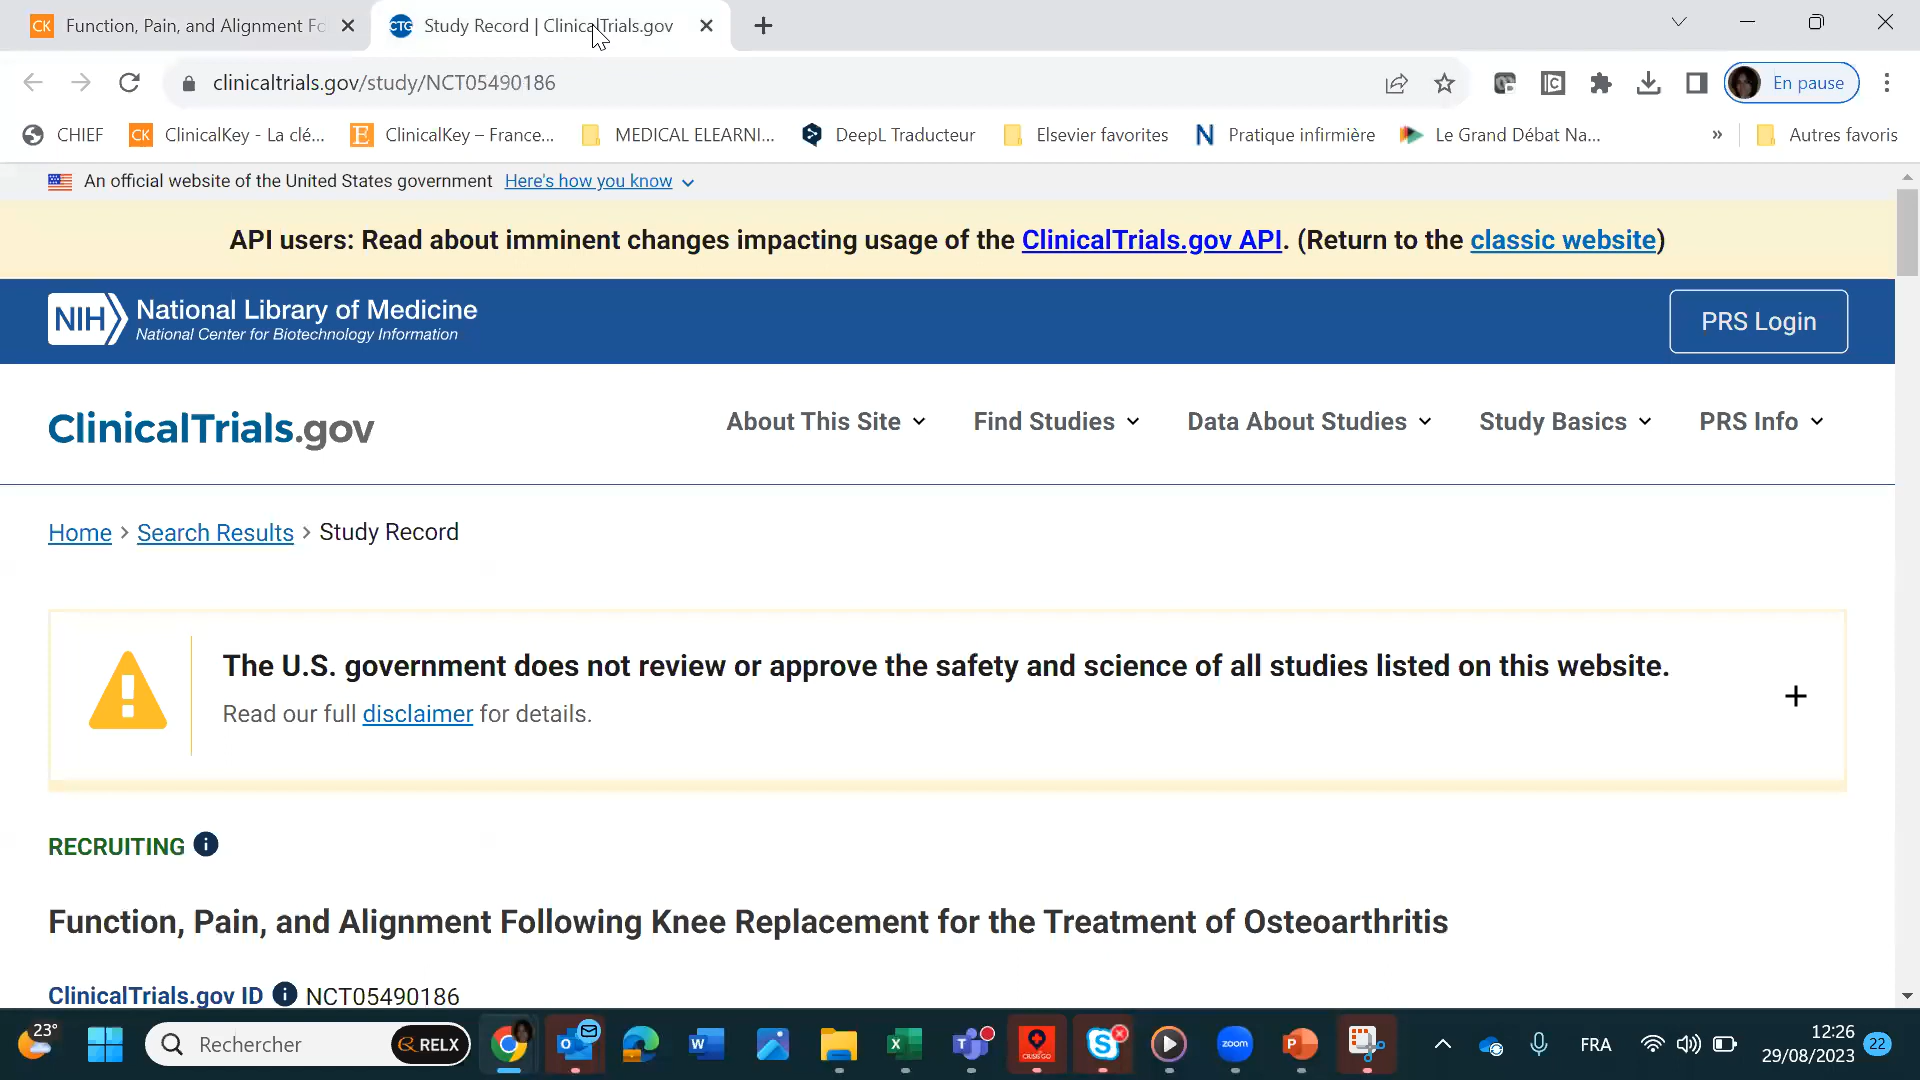 CK Function, Pain, and Alignment Fo
CTG Study Record | ClinicalTrials.gov
clinicaltrials.gov/study/NCT05490186
En pause
CHIEF
CK ClinicalKey - La clé...
E ClinicalKey – France...
MEDICAL ELEARNI...
DeepL Traducteur
Elsevier favorites
N Pratique infirmière
Le Grand Débat Na...
»
Autres favoris
An official website of the United States government Here's how you know
API users: Read about imminent changes impacting usage of the ClinicalTrials.gov API. (Return to the classic website)
NIH National Library of Medicine
National Center for Biotechnology Information
PRS Login
ClinicalTrials.gov
About This Site
Find Studies
Data About Studies
Study Basics
PRS Info
Home > Search Results > Study Record
The U.S. government does not review or approve the safety and science of all studies listed on this website.
Read our full disclaimer for details.
RECRUITING
Function, Pain, and Alignment Following Knee Replacement for the Treatment of Osteoarthritis
ClinicalTrials.gov ID NCT05490186
23°
Rechercher
RELX
zoom
FRA
12:26
29/08/2023
22